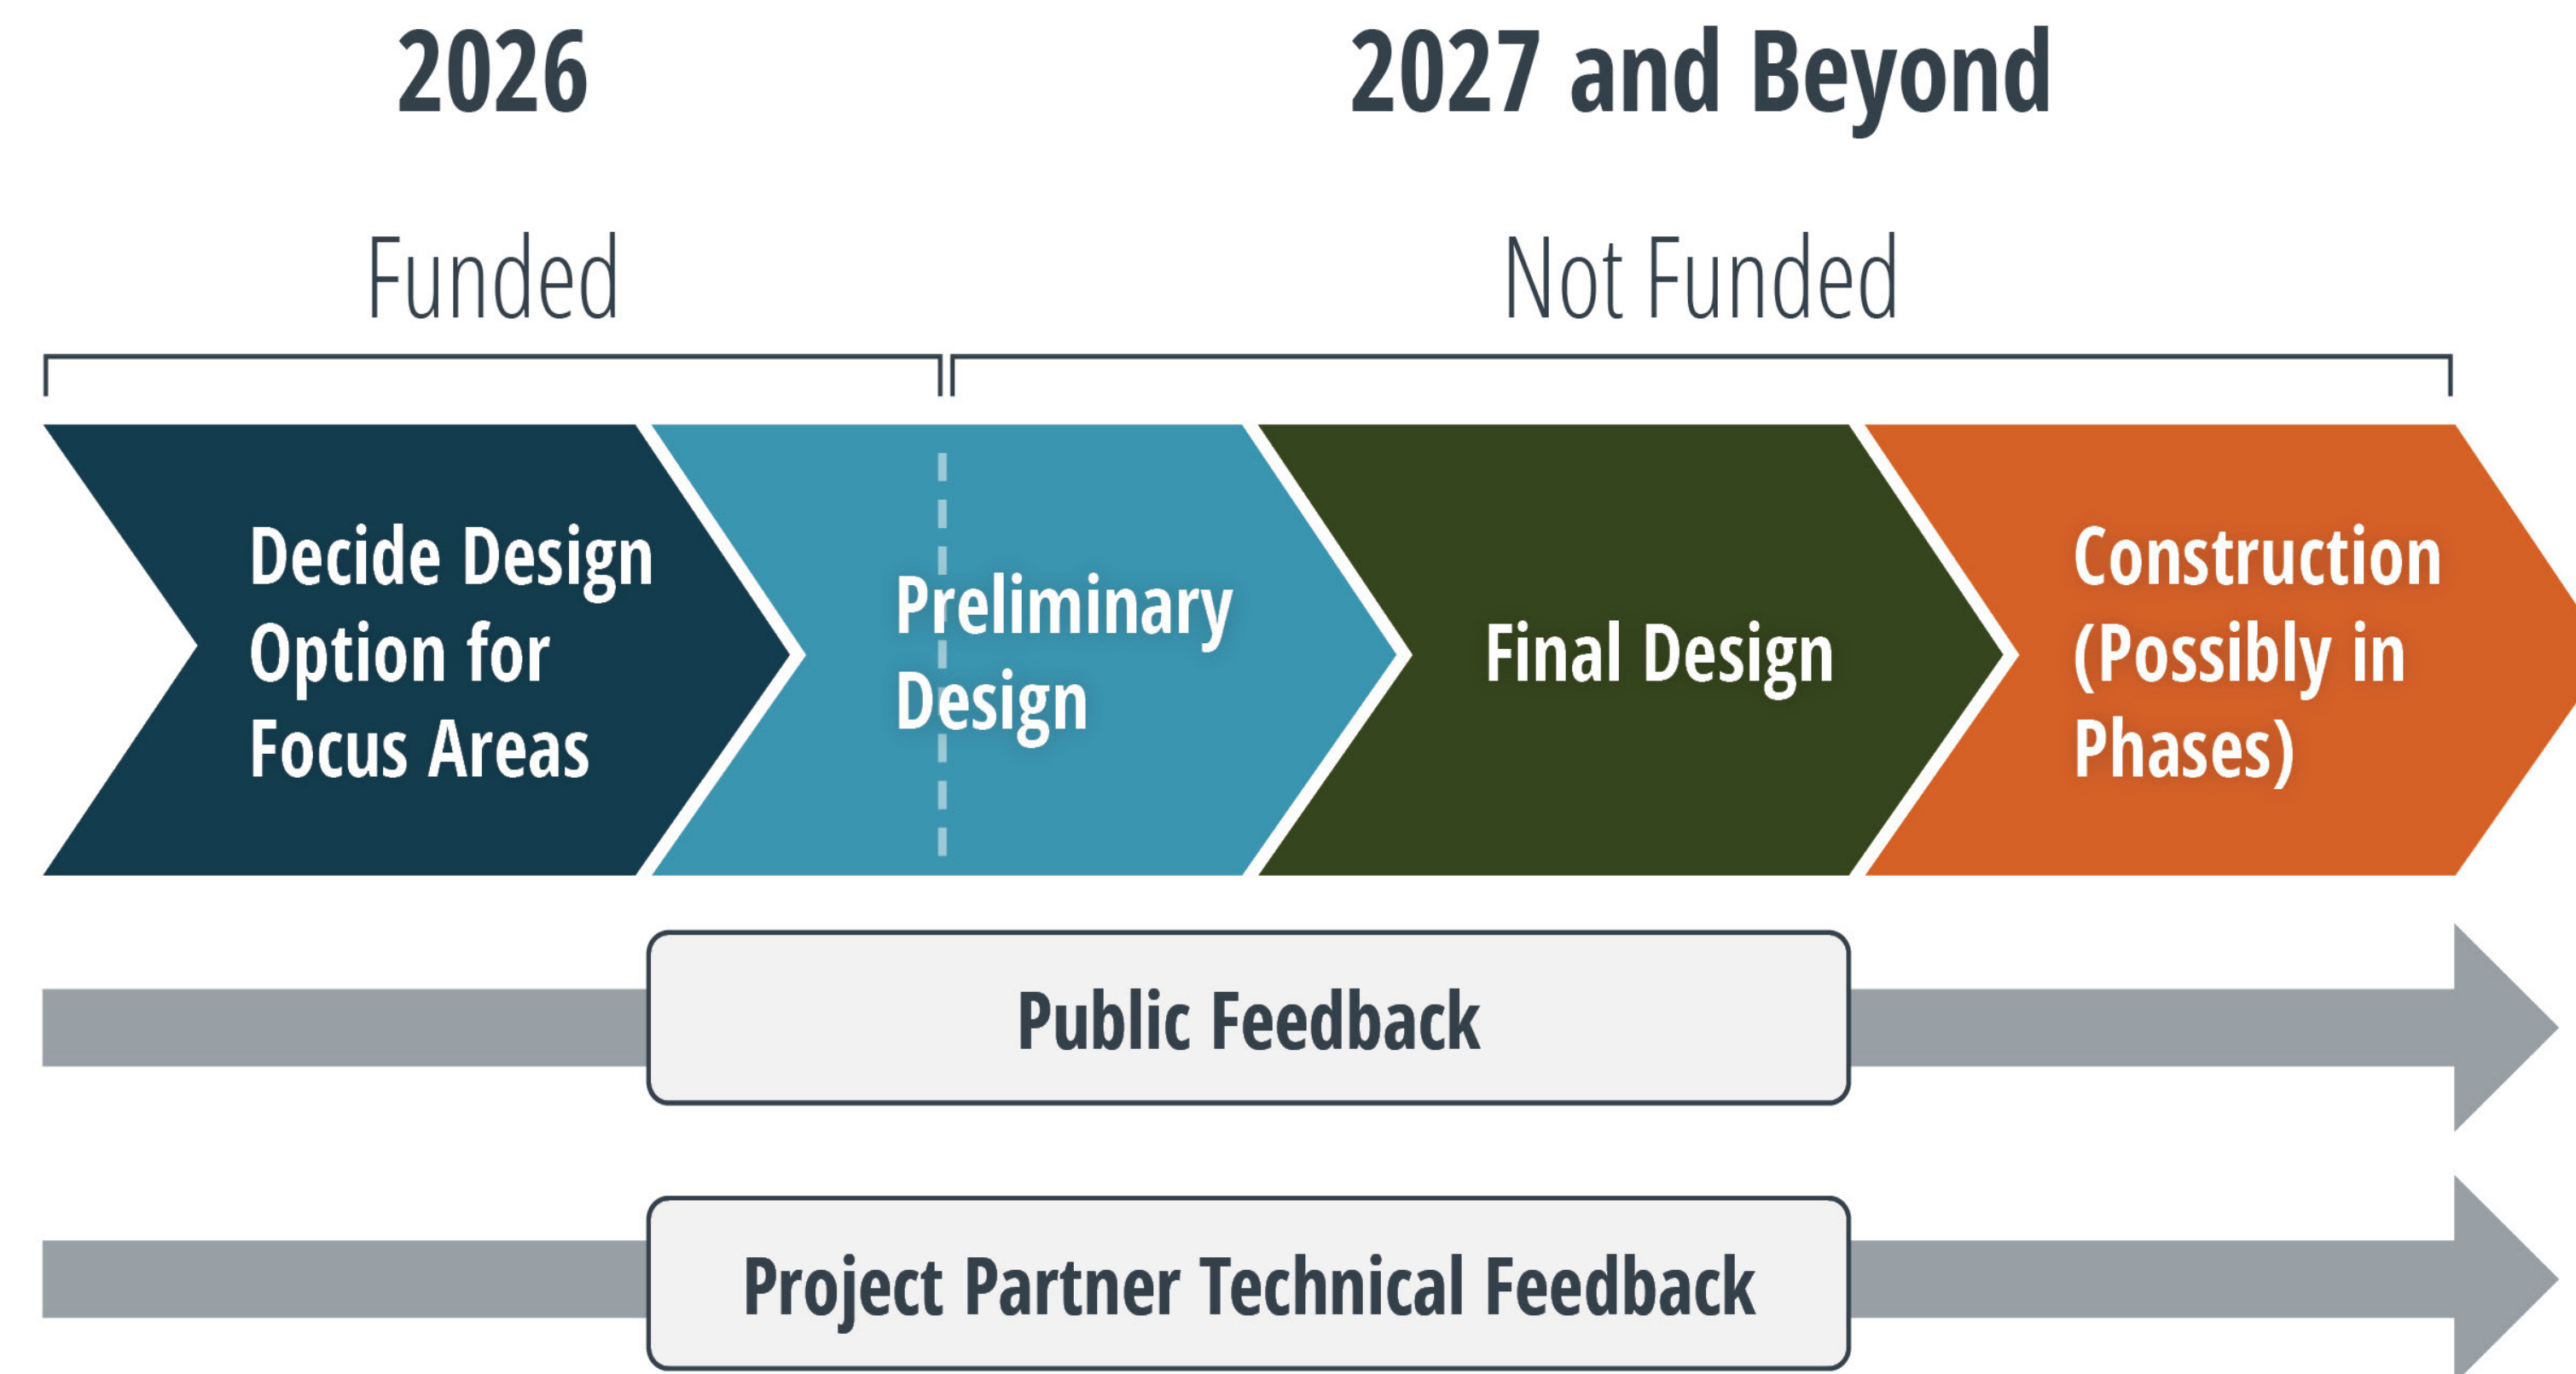 2026
2027 and Beyond
Funded
Not Funded
Decide Design
Option for
Focus Areas
Preliminary
Design
Final Design
Construction
(Possibly in
Phases)
Public Feedback
Project Partner Technical Feedback